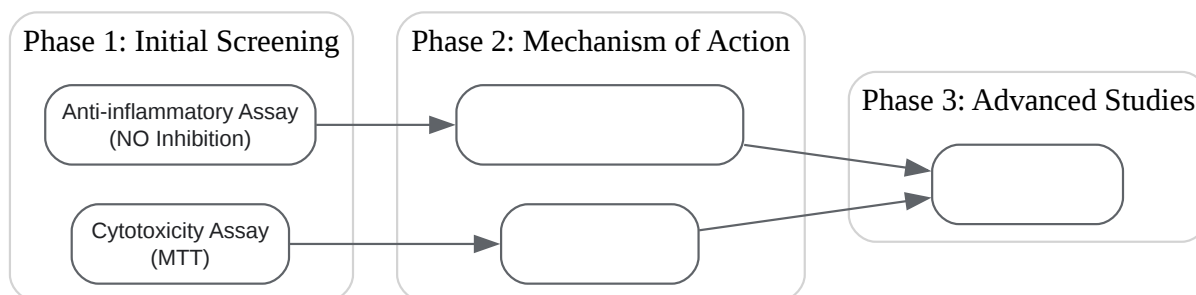 Phase 1: Initial Screening
Anti-inflammatory Assay
(NO Inhibition)
Cytotoxicity Assay
(MTT)
Phase 2: Mechanism of Action
Phase 3: Advanced Studies